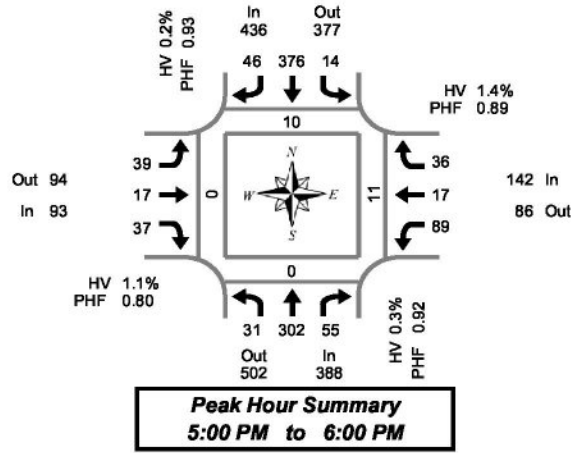 In Out
436 377
HV 0.2%
PHF 0.93
46 376 14
HV 1.4%
PHF 0.89
10
39
17
37
Out 94
In 93
0
N
W E
S
11
36
17
89
142 In
86 Out
HV 1.1%
PHF 0.80
0
31 302 55
Out In
502 388
HV 0.3%
PHF 0.92
Peak Hour Summary
5:00 PM to 6:00 PM